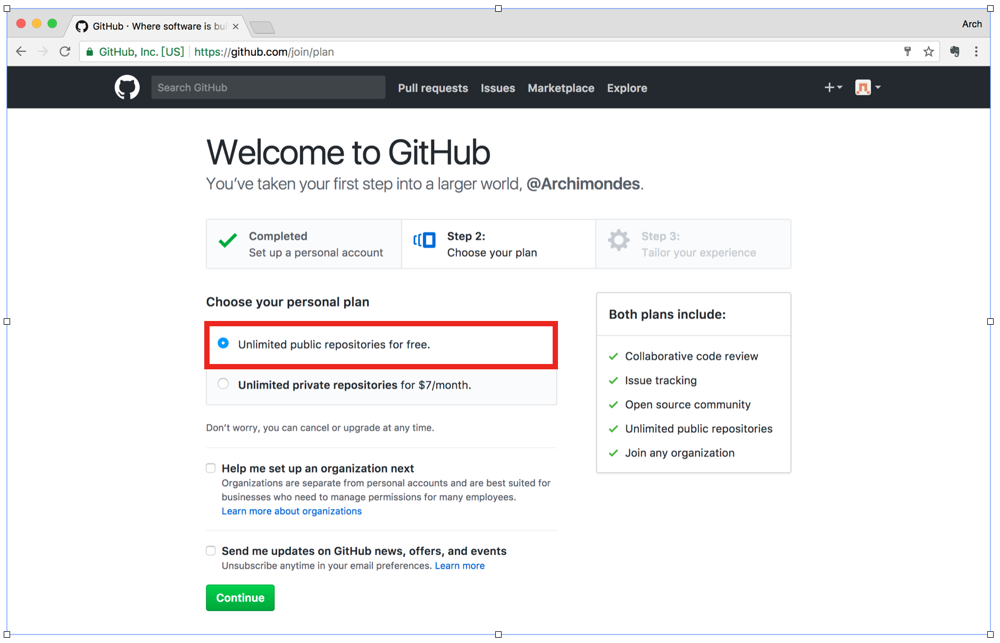 GitHub · Where software is bui
Arch
GitHub, Inc. [US] https://github.com/join/plan
Search GitHub
Pull requests Issues Marketplace Explore
Welcome to GitHub
You’ve taken your first step into a larger world, @Archimondes.
Completed
Set up a personal account
Step 2:
Choose your plan
Step 3:
Tailor your experience
Choose your personal plan
Unlimited public repositories for free.
Unlimited private repositories for $7/month.
Don’t worry, you can cancel or upgrade at any time.
Help me set up an organization next
Organizations are separate from personal accounts and are best suited for
businesses who need to manage permissions for many employees.
Learn more about organizations
Send me updates on GitHub news, offers, and events
Unsubscribe anytime in your email preferences. Learn more
Continue
Both plans include:
Collaborative code review
Issue tracking
Open source community
Unlimited public repositories
Join any organization